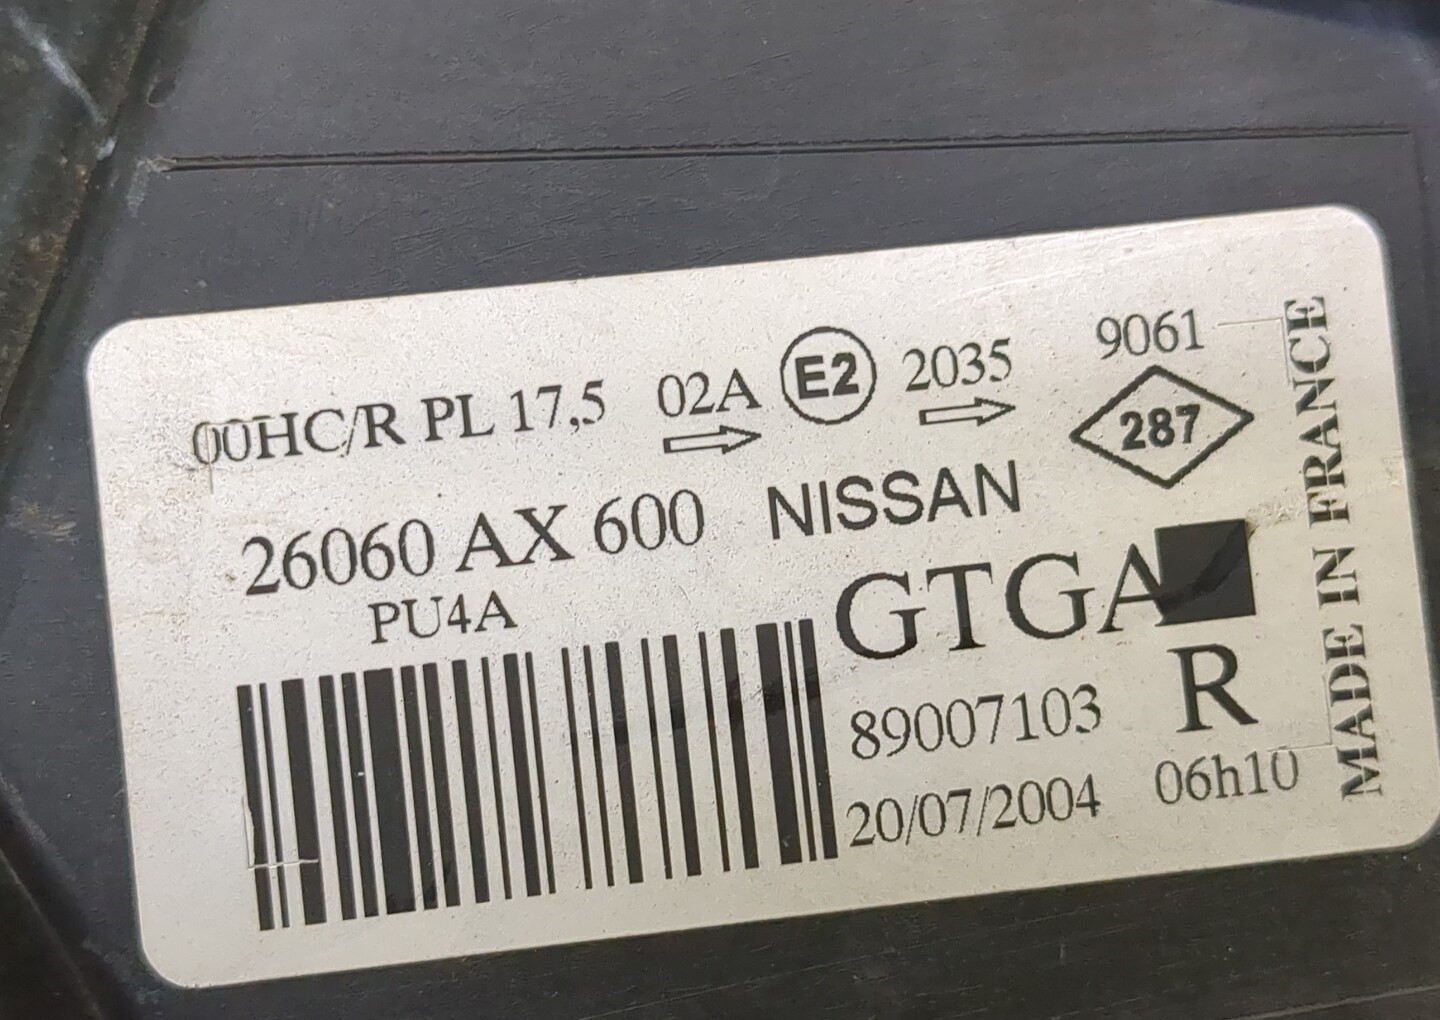 00HC/R PL 17,5 02A E2 2035 9061
287
26060 AX 600 NISSAN
PU4A
GTGA
R
89007103
20/07/2004 06h10
MADE IN FRANCE